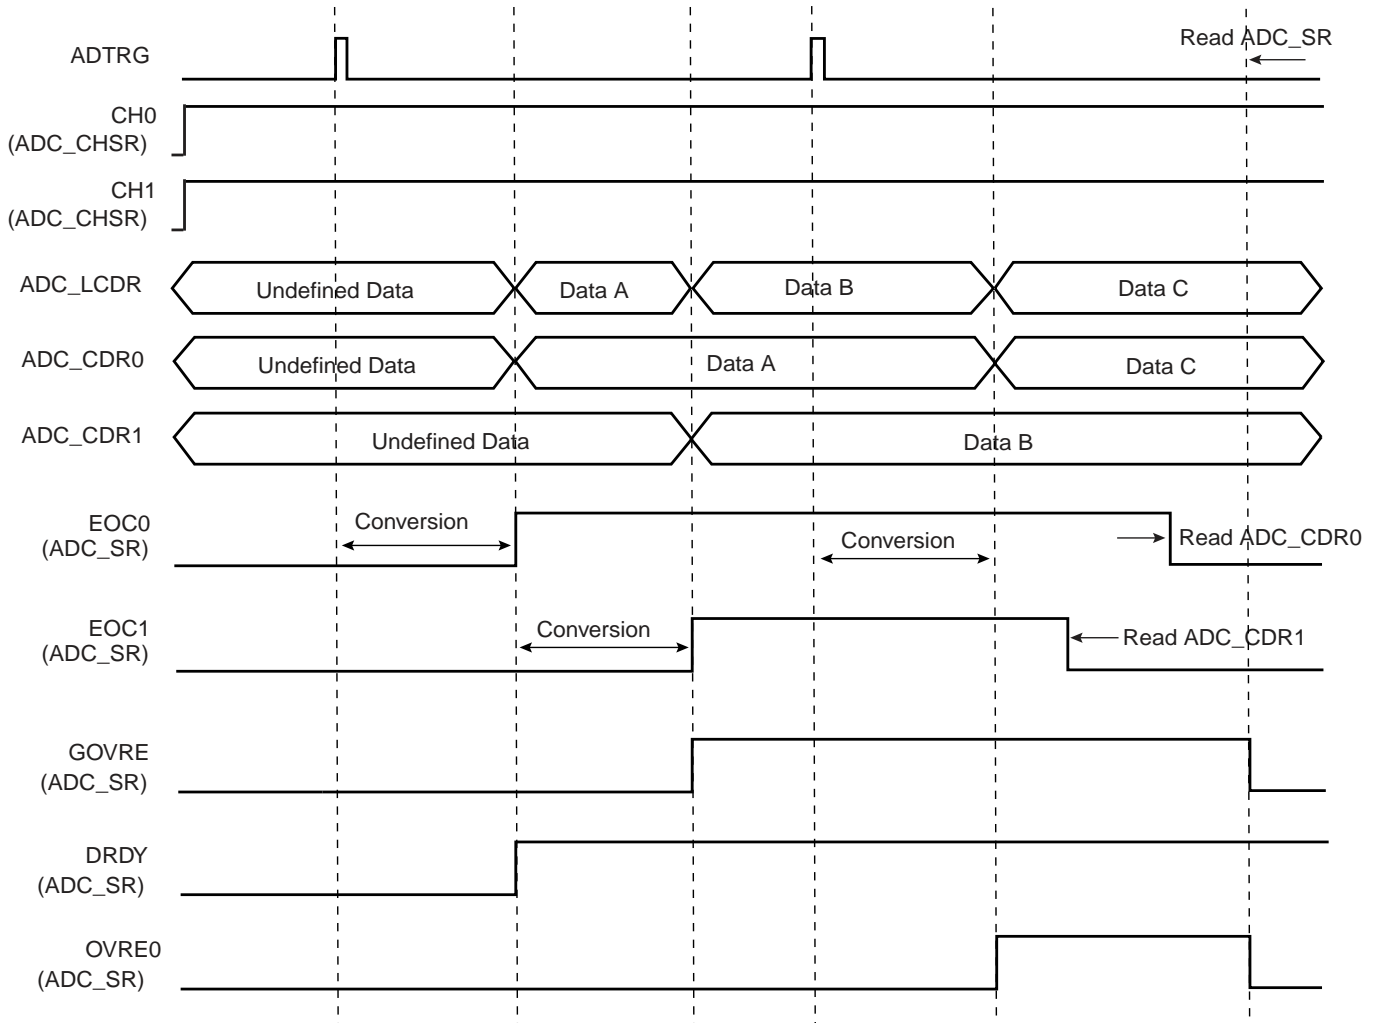 Read ADC_SR
ADTRG
CH0
(ADC_CHSR)
CH1
(ADC_CHSR)
ADC_LCDR
Undefined Data
Data A
Data B
Data C
ADC_CDR0
Undefined Data
Data A
Data C
ADC_CDR1
Undefined Data
Data B
EOC0
(ADC_SR)
Conversion
Conversion
Read ADC_CDR0
EOC1
(ADC_SR)
Conversion
Read ADC_CDR1
GOVRE
(ADC_SR)
DRDY
(ADC_SR)
OVRE0
(ADC_SR)